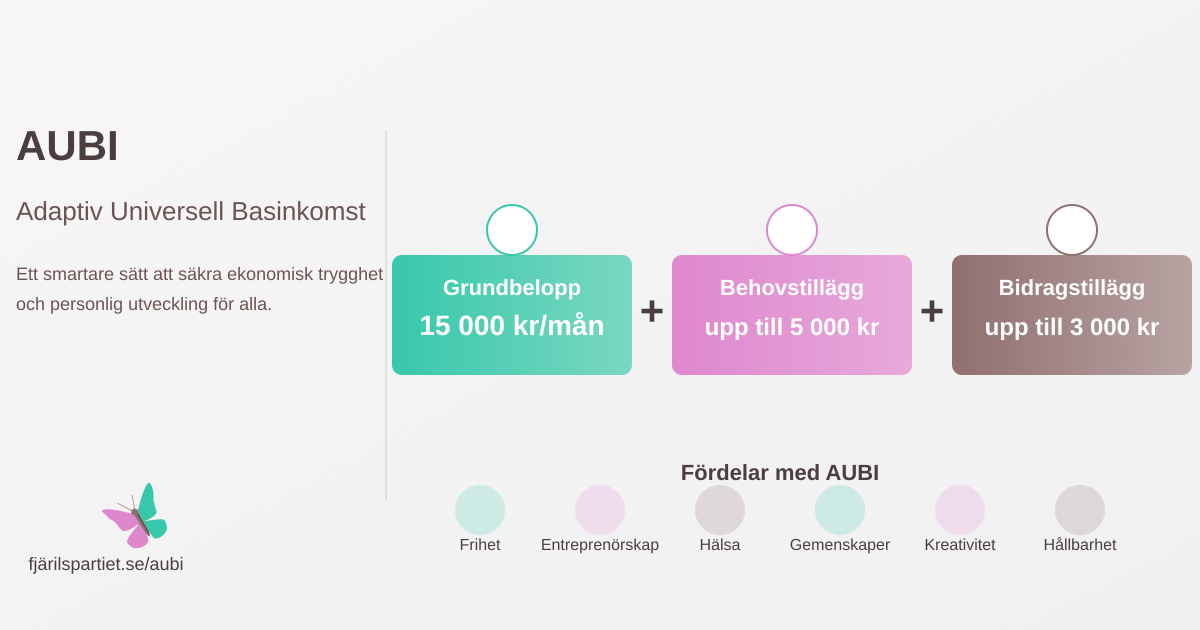 AUBI
Adaptiv Universell Basinkomst
Ett smartare sätt att säkra ekonomisk trygghet
och personlig utveckling för alla.
fjärilspartiet.se/aubi
Grundbelopp
15 000 kr/mån
+
Behovstillägg
upp till 5 000 kr
+
Bidragstillägg
upp till 3 000 kr
Fördelar med AUBI
Frihet
Entreprenörskap
Hälsa
Gemenskaper
Kreativitet
Hållbarhet